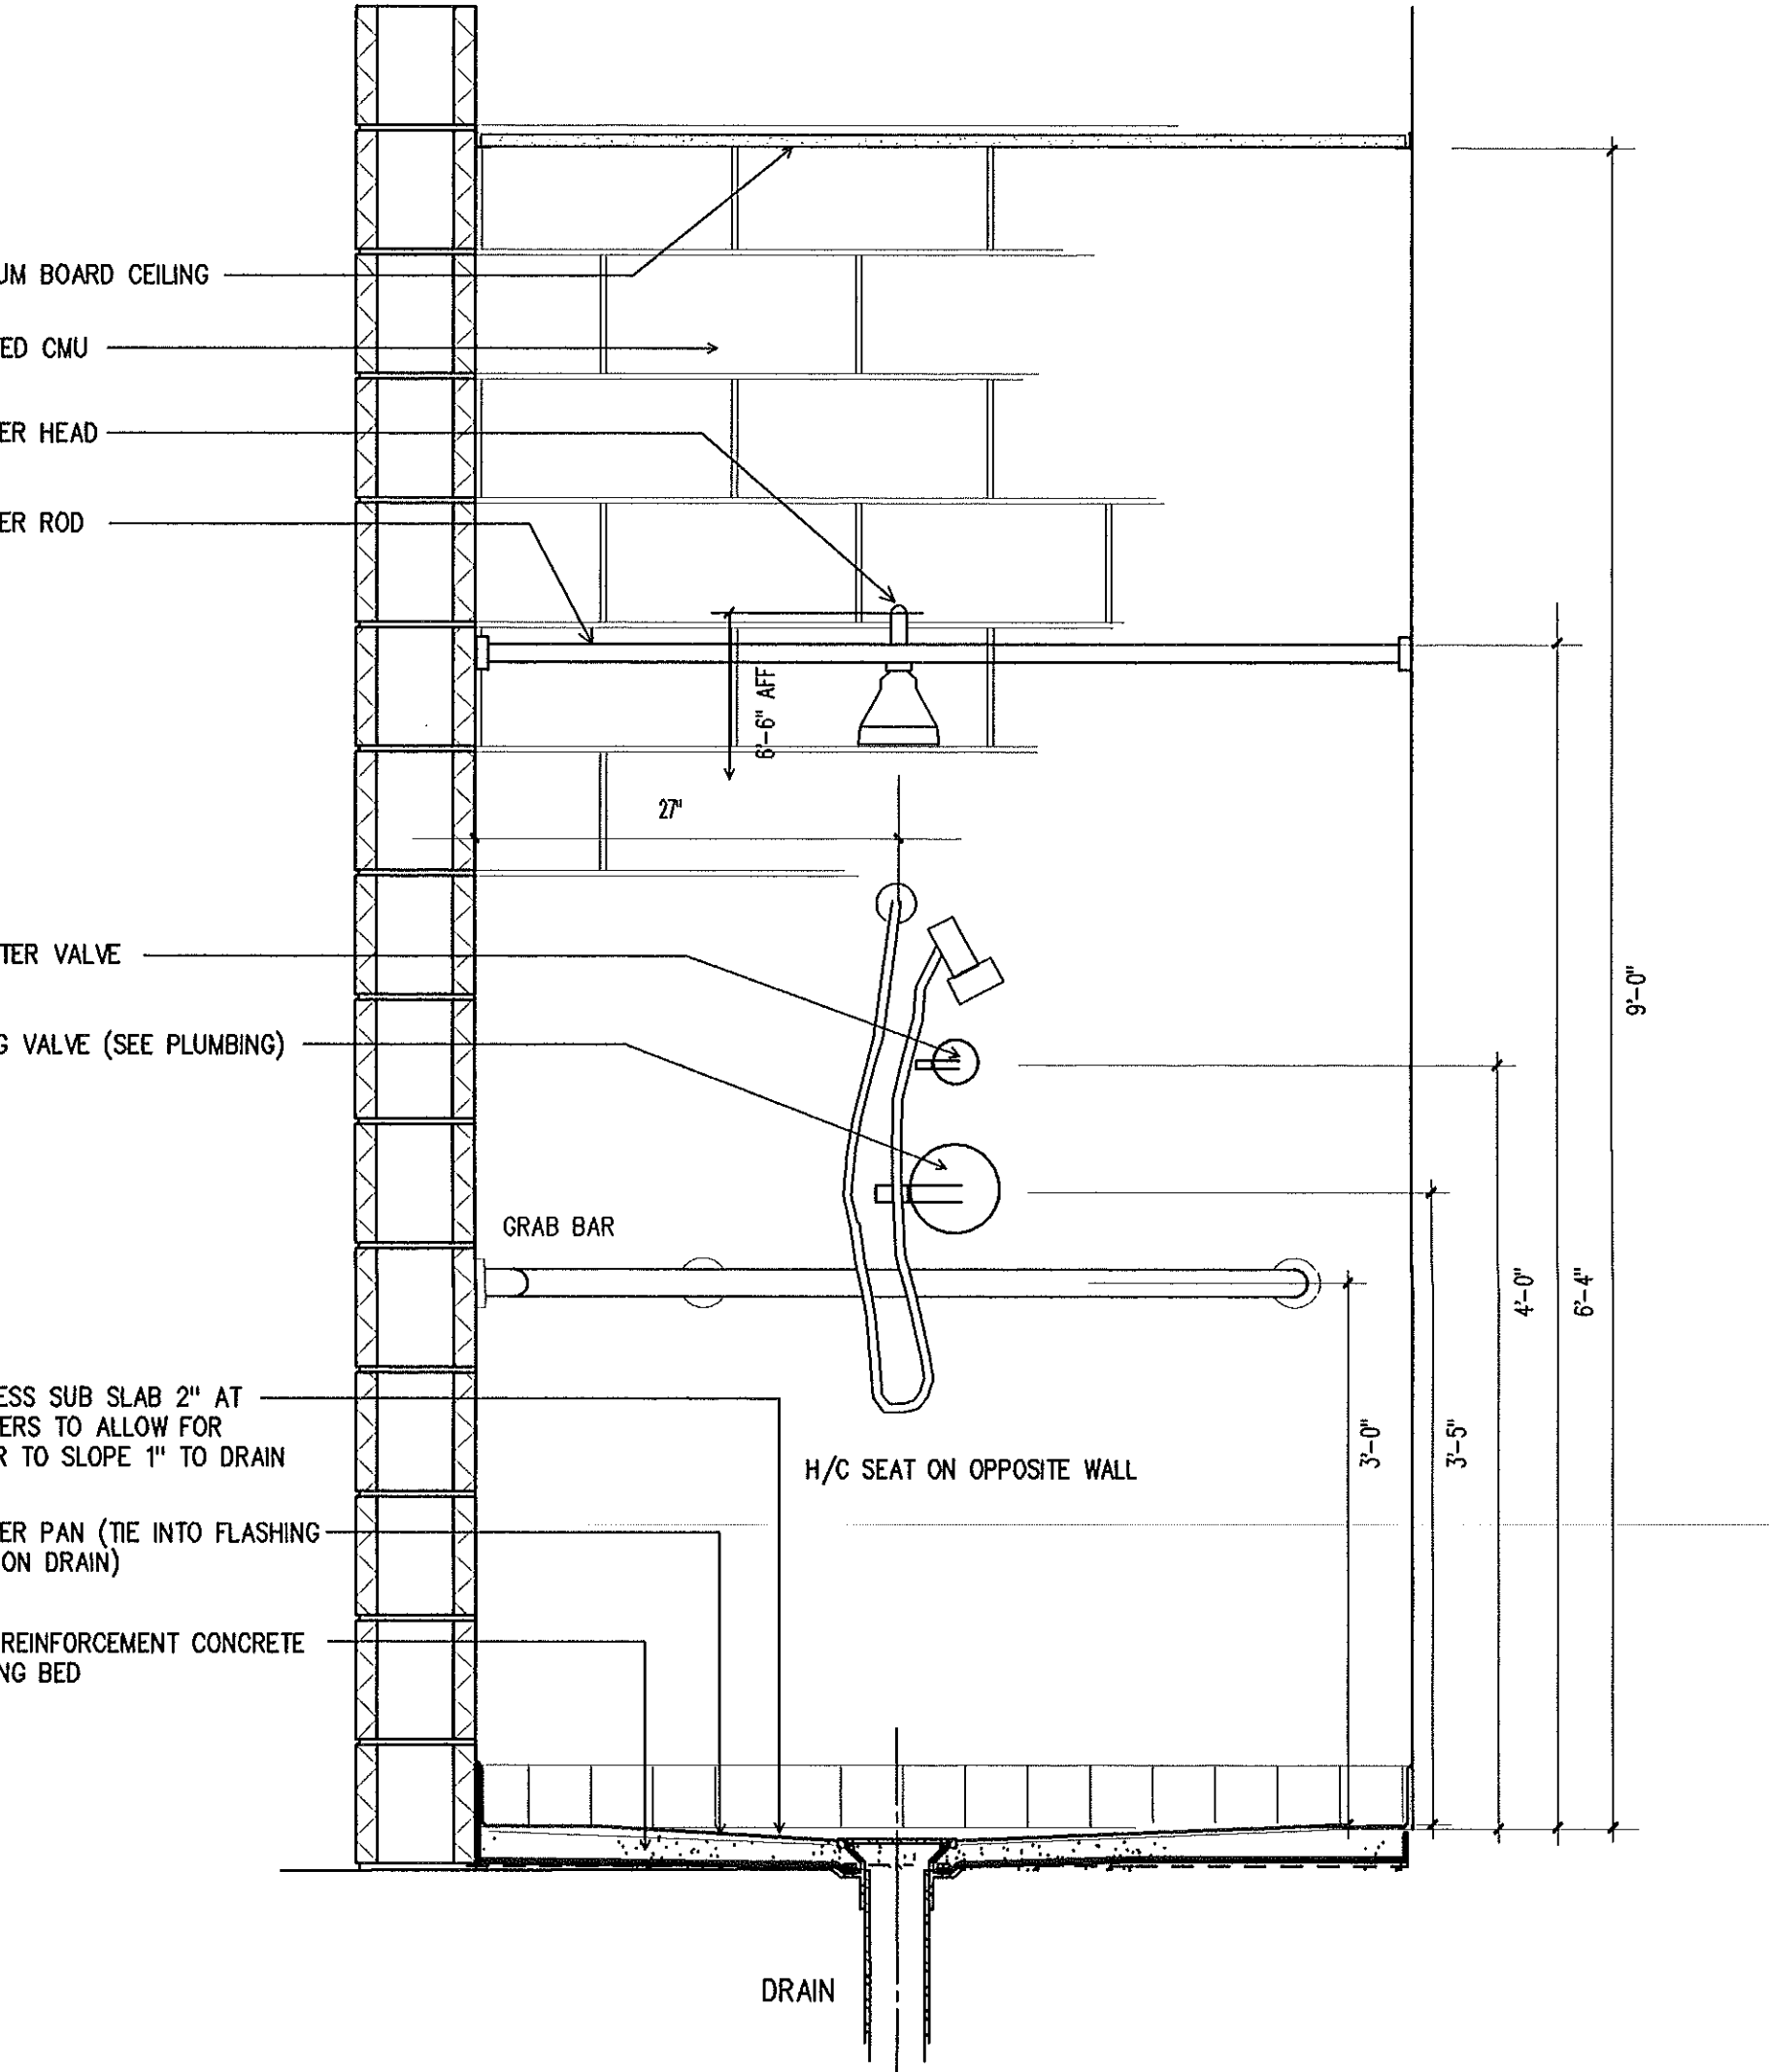 UM BOARD CEILING
ED CMU
ER HEAD
ER ROD
6'-6" AFF
27"
TER VALVE
G VALVE (SEE PLUMBING)
9'-0"
GRAB BAR
4'-0"
6'-4"
ESS SUB SLAB 2" AT
ERS TO ALLOW FOR
R TO SLOPE 1" TO DRAIN
3'-0"
3'-5"
H/C SEAT ON OPPOSITE WALL
ER PAN (TIE INTO FLASHING
ON DRAIN)
REINFORCEMENT CONCRETE
NG BED
DRAIN